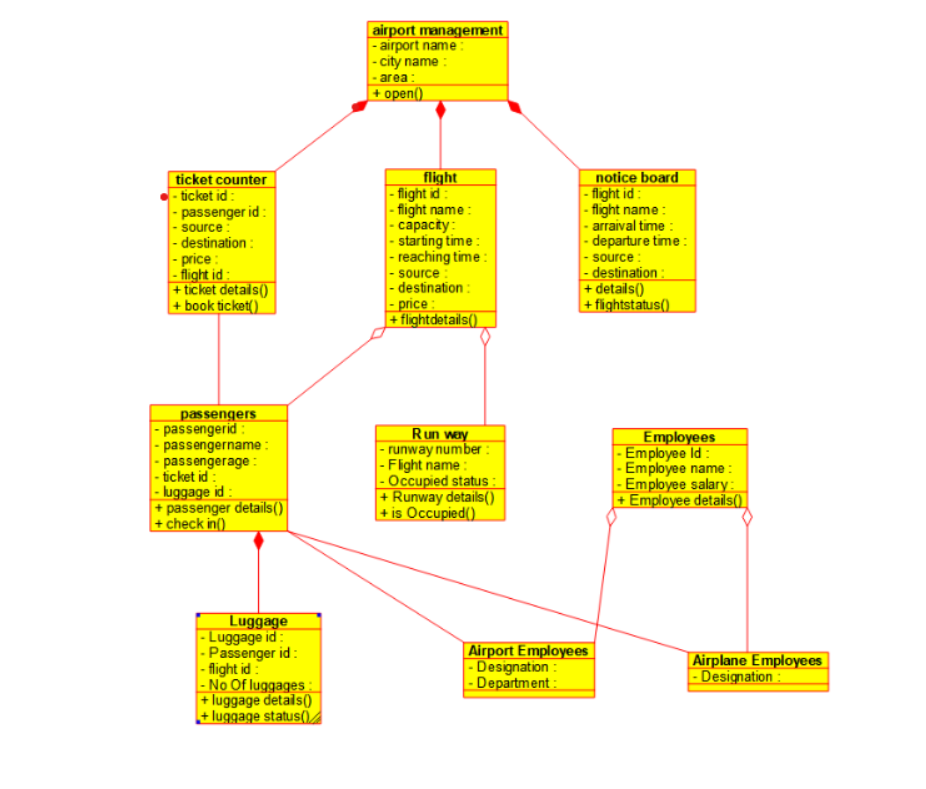 airport management
- airport name :
- city name :
- area :
+ open()
ticket counter
- ticket id :
- passenger id :
- source :
- destination :
- price :
- flight id :
+ ticket details()
+ book ticket()
flight
- flight id :
- flight name :
- capacity :
- starting time :
- reaching time :
- source :
- destination :
- price :
+ flightdetails()
notice board
- flight id :
- flight name :
- arraival time :
- departure time :
- source :
- destination :
+ details()
+ flightstatus()
passengers
- passengerid :
- passengername :
- passengerage :
- ticket id :
- luggage id :
+ passenger details()
+ check in()
Run way
- runway number :
- Flight name :
- Occupied status :
+ Runway details()
+ is Occupied()
Employees
- Employee Id :
- Employee name :
- Employee salary :
+ Employee details()
Luggage
- Luggage id :
- Passenger id :
- flight id :
- No Of luggages :
+ luggage details()
+ luggage status()
Airport Employees
- Designation :
- Department :
Airplane Employees
- Designation :